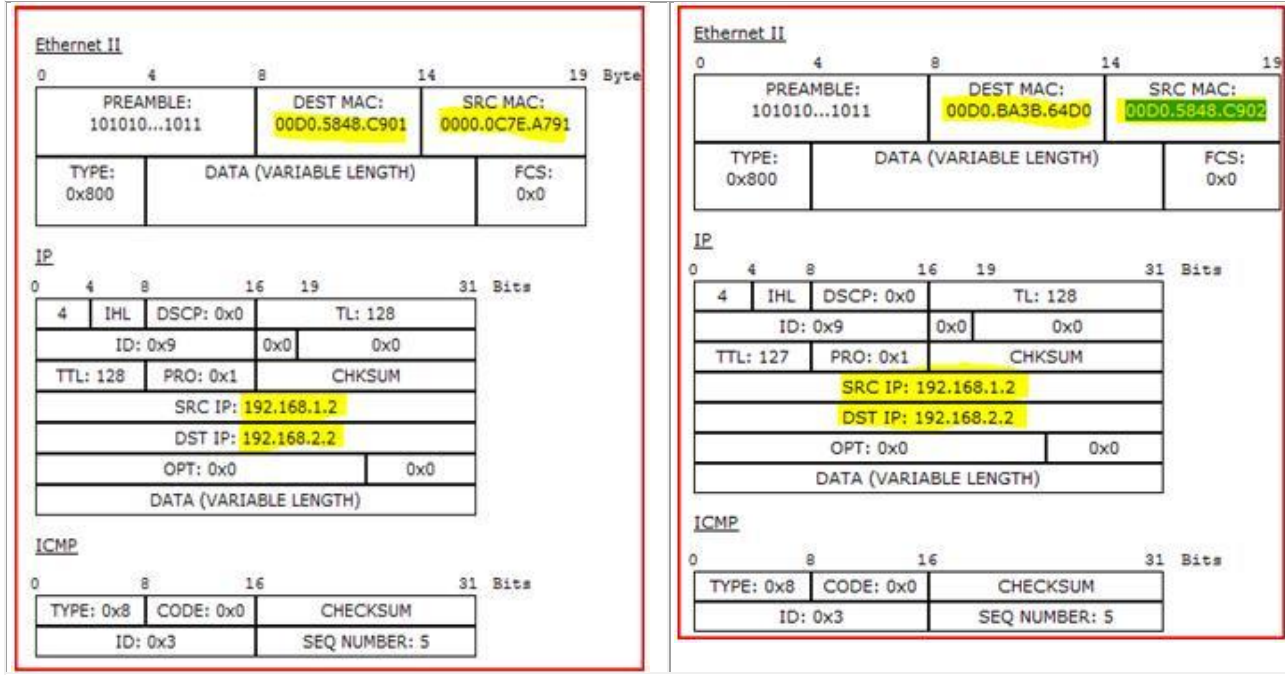 Ethernet II
0 4 8 14 19 Byte
PREAMBLE: DEST MAC: SRC MAC:
101010...1011 00D0.5848.C901 0000.0C7E.A791
TYPE: DATA (VARIABLE LENGTH) FCS:
0x800 0x0
IP
0 4 8 16 19 31 Bits
4 IHL DSCP: 0x0 TL: 128
ID: 0x9 0x0 0x0
TTL: 128 PRO: 0x1 CHKSUM
SRC IP: 192.168.1.2
DST IP: 192.168.2.2
OPT: 0x0 0x0
DATA (VARIABLE LENGTH)
ICMP
0 8 16 31 Bits
TYPE: 0x8 CODE: 0x0 CHECKSUM
ID: 0x3 SEQ NUMBER: 5
Ethernet II
0 4 8 14 19
PREAMBLE: DEST MAC: SRC MAC:
101010...1011 00D0.BA3B.64D0 00D0.5848.C902
TYPE: DATA (VARIABLE LENGTH) FCS:
0x800 0x0
IP
0 4 8 16 19 31 Bits
4 IHL DSCP: 0x0 TL: 128
ID: 0x9 0x0 0x0
TTL: 127 PRO: 0x1 CHKSUM
SRC IP: 192.168.1.2
DST IP: 192.168.2.2
OPT: 0x0 0x0
DATA (VARIABLE LENGTH)
ICMP
0 8 16 31 Bits
TYPE: 0x8 CODE: 0x0 CHECKSUM
ID: 0x3 SEQ NUMBER: 5